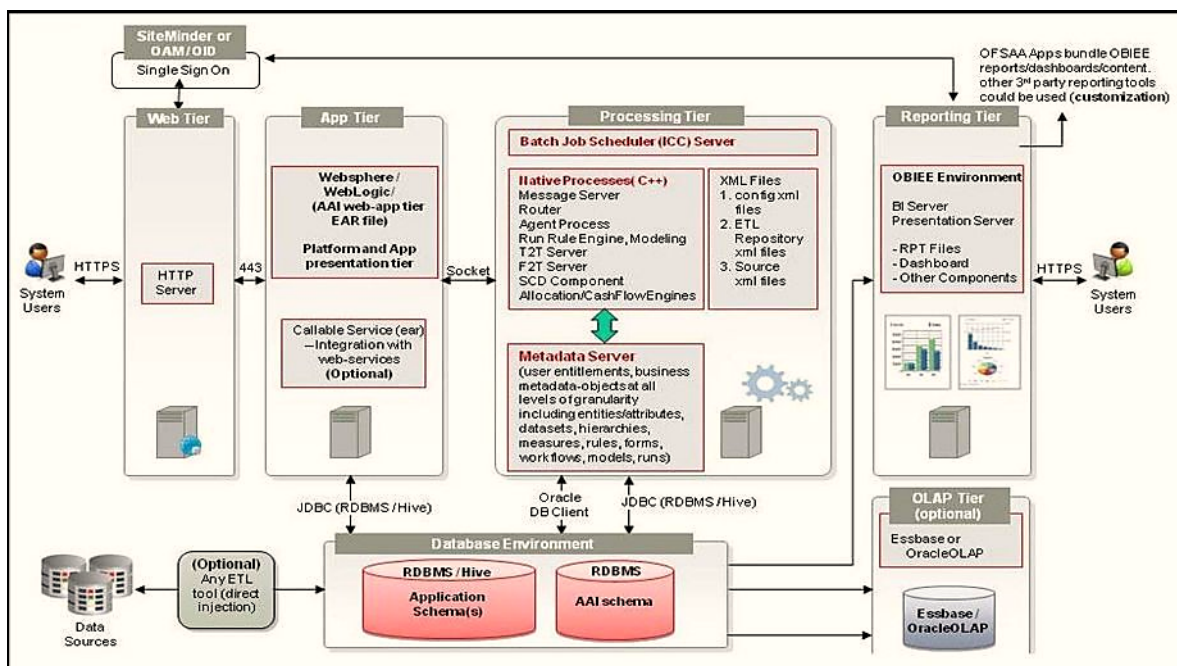 SiteMinder or
OAM/OID
Single Sign On
OFSAA Apps bundle OBIEE
reports/dashboards/content.
other 3rd party reporting tools
could be used (customization)
Web Tier
App Tier
Processing Tier
Reporting Tier
HTTPS
System
Users
HTTP
Server
443
Websphere /
WebLogic/
(AAI web-app tier
EAR file)
Platform and App
presentation tier
Callable Service (ear)
–Integration with
web-services
(Optional)
Socket
Batch Job Scheduler (ICC) Server
Native Processes( C++)
Message Server
Router
Agent Process
Run Rule Engine, Modeling
T2T Server
F2T Server
SCD Component
Allocation/CashFlowEngines
XML Files
1. config xml
files
2. ETL
Repository
xml files
3. Source
xml files
Metadata Server
(user entitlements, business
metadata-objects at all
levels of granularity
including entities/attributes,
datasets, hierarchies,
measures, rules, forms,
workflows, models, runs)
OBIEE Environment
BI Server
Presentation Server
- RPT Files
- Dashboard
- Other Components
HTTPS
System
Users
JDBC (RDBMS /Hive)
Oracle
DB Client
JDBC (RDBMS /Hive)
OLAP Tier
(optional)
Essbase or
OracleOLAP
Essbase /
OracleOLAP
Database Environment
RDBMS / Hive
Application
Schema(s)
RDBMS
AAI schema
(Optional)
Any ETL
tool (direct
injection)
Data
Sources